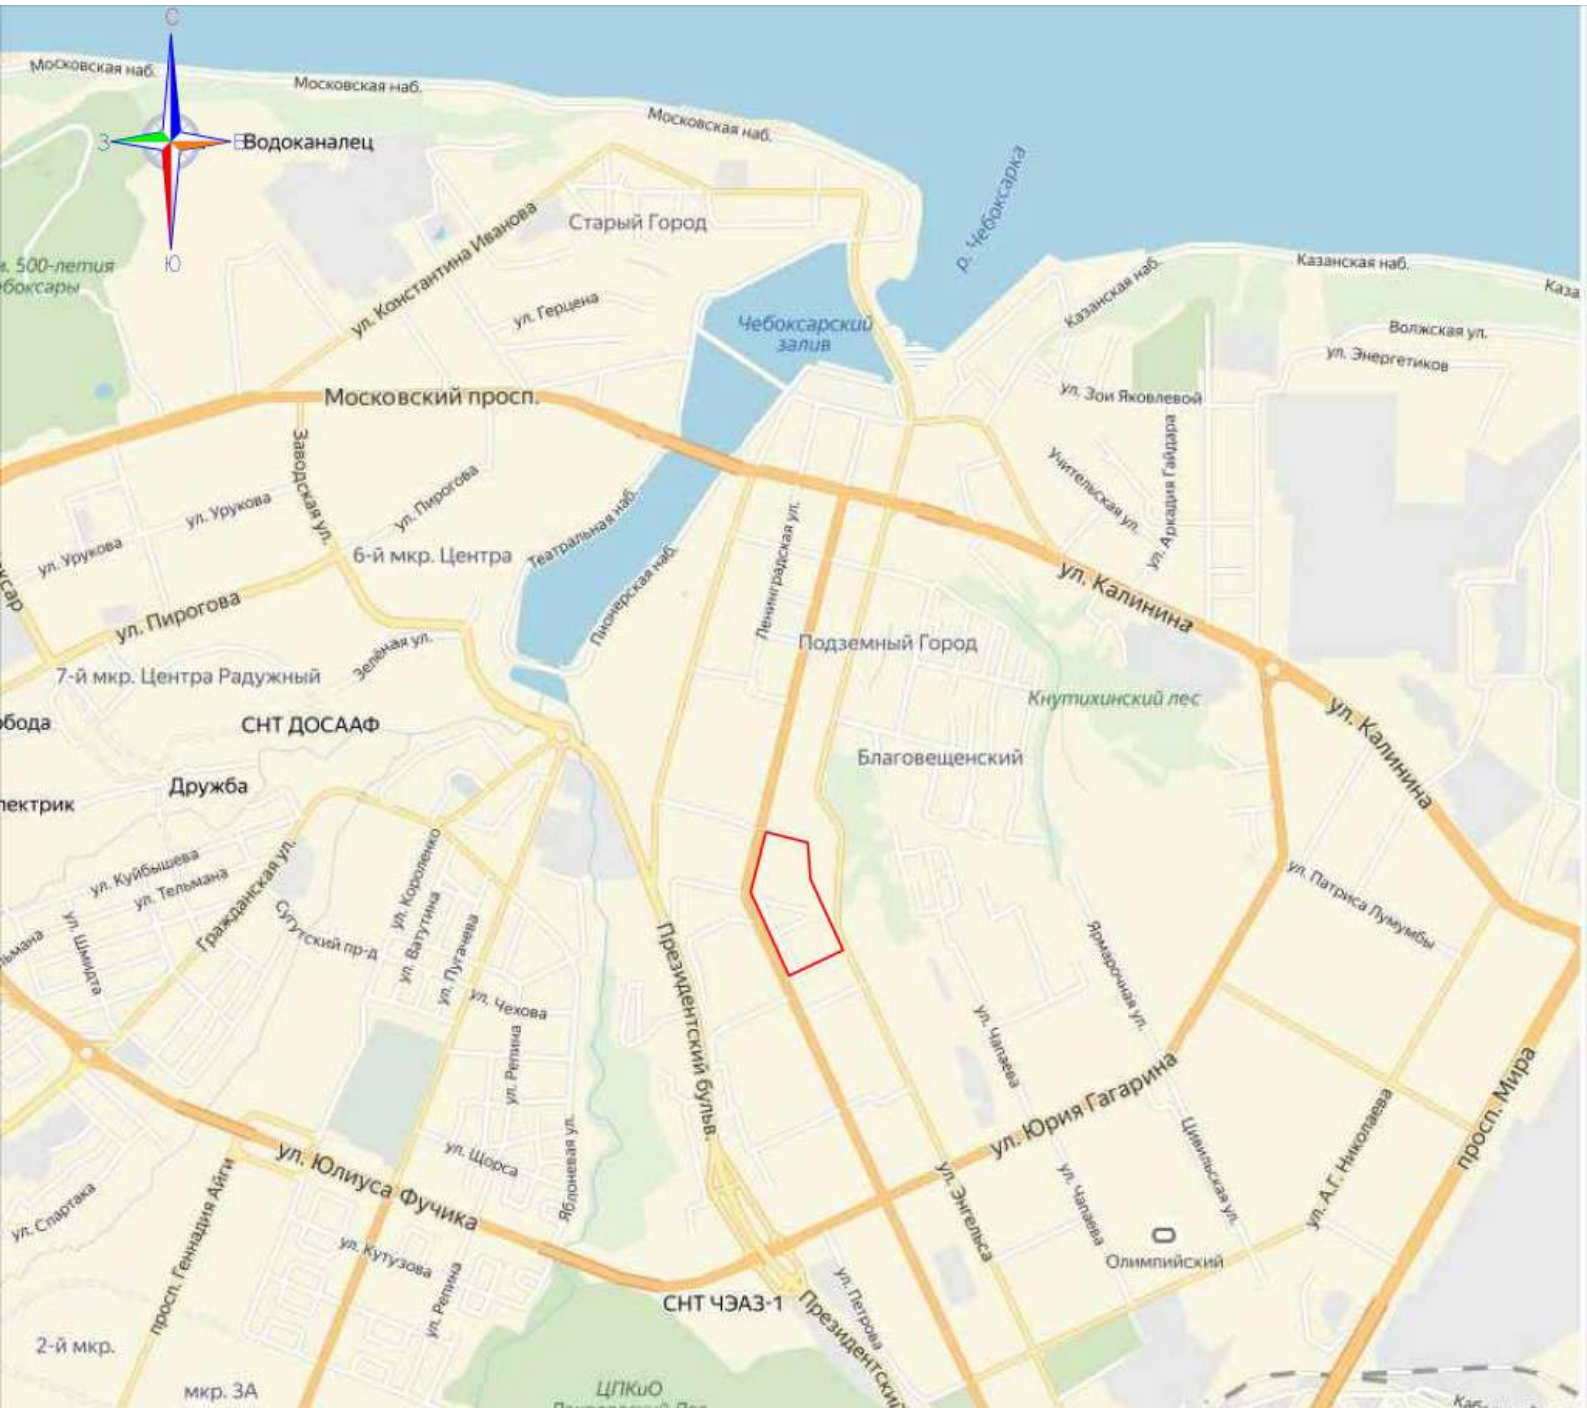 С
Московская наб.
Московская наб.
Московская наб.
З
В
Водоканалец
Ю
р. Чебоксарка
Старый Город
ул. Константина Иванова
500-летия
Казанская наб.
Казанская наб.
ул. Герцена
Чебоксарский
залив
Волжская ул.
ул. Энергетиков
ул. Зои Яковлевой
Московский просп.
Заводская ул.
ул. Урукова
ул. Пирогова
Учительская ул.
ул. Аркадия Гайдара
ул. Урукова
6-й мкр. Центра
Театральная наб.
Ленинградская ул.
Пионерская наб.
ул. Калинина
ул. Пирогова
Зелёная ул.
Подземный Город
7-й мкр. Центра Радужный
Кнутихинский лес
СНТ ДОСААФ
ул. Калинина
Благовещенский
Дружба
ул. Куйбышева
ул. Тельмана
Гражданская ул.
ул. Короленко
ул. Ватутина
ул. Пугачева
Сугутский пр-д
ул. Шмидта
ул. Патриса Лумумбы
Ярмарочная ул.
Президентский бульв.
ул. Чехова
ул. Репина
ул. Чапаева
ул. Юрия Гагарина
просп. Мира
ул. А.Г. Николаева
Цивильская ул.
ул. Щорса
Яблоневая ул.
ул. Юлиуса Фучика
просп. Геннадия Айги
ул. Спартака
ул. Энгельса
ул. Чапаева
Олимпийский
ул. Кутузова
ул. Репина
СНТ ЧЭАЗ-1
ул. Петрова
Президентский
2-й мкр.
мкр. 3А
ЦПКиО